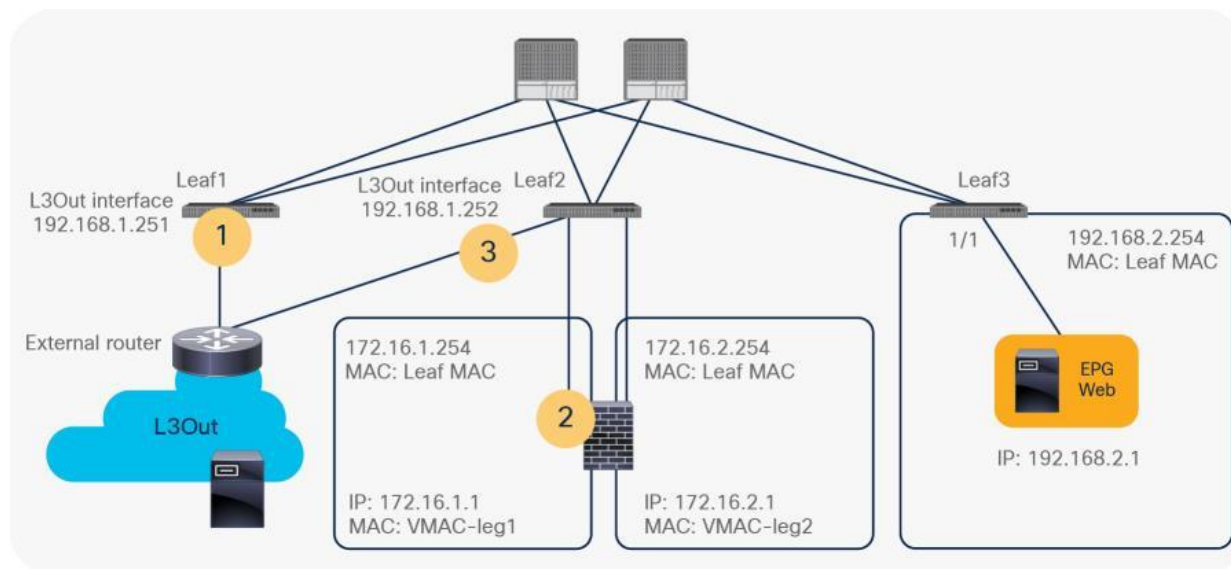 Leaf1
L3Out interface
192.168.1.251
1
L3Out interface
192.168.1.252
3
Leaf2
Leaf3
1/1
192.168.2.254
MAC: Leaf MAC
External router
L3Out
172.16.1.254
MAC: Leaf MAC
2
IP: 172.16.1.1
MAC: VMAC-leg1
172.16.2.254
MAC: Leaf MAC
IP: 172.16.2.1
MAC: VMAC-leg2
EPG
Web
IP: 192.168.2.1